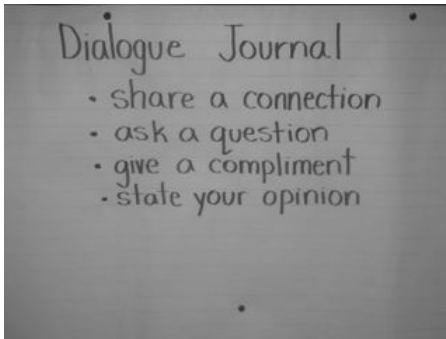 Dialogue Journal
• share a connection
• ask a question
• give a compliment
• state your opinion